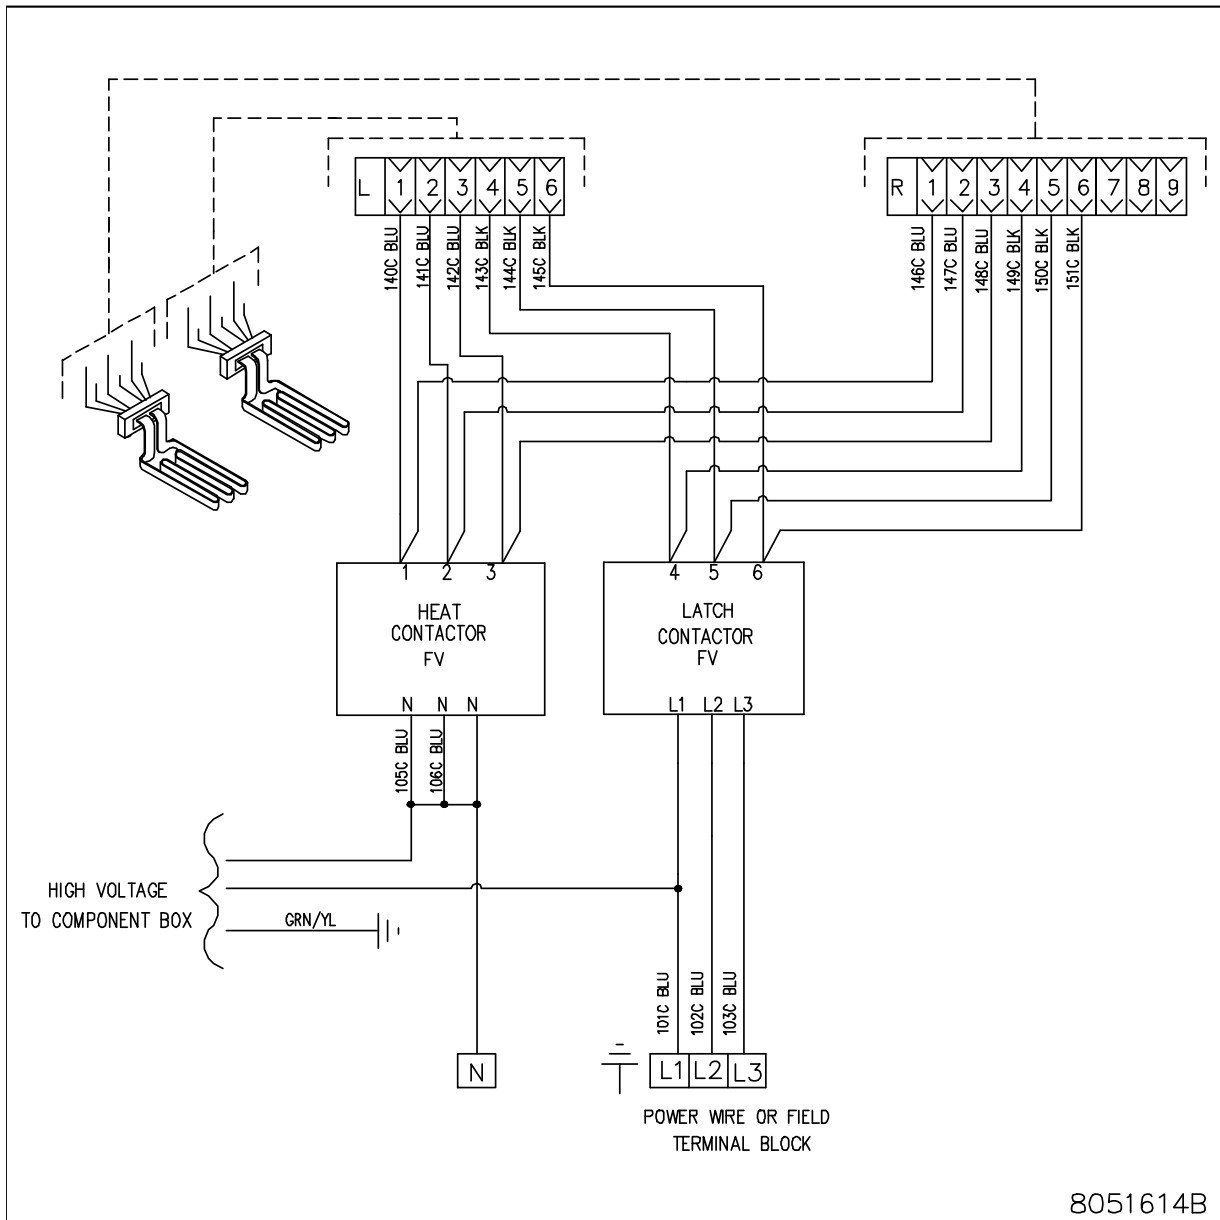 L 1 2 3 4 5 6
R 1 2 3 4 5 6 7 8 9
140C BLU
141C BLU
142C BLU
143C BLK
144C BLK
145C BLK
146C BLU
147C BLU
148C BLU
149C BLK
150C BLK
151C BLK
1 2 3
HEAT
CONTACTOR
FV
N N N
4 5 6
LATCH
CONTACTOR
FV
L1 L2 L3
105C BLU
106C BLU
HIGH VOLTAGE
TO COMPONENT BOX
GRN/YL
101C BLU
102C BLU
103C BLU
N
L1 L2 L3
POWER WIRE OR FIELD
TERMINAL BLOCK
8051614B